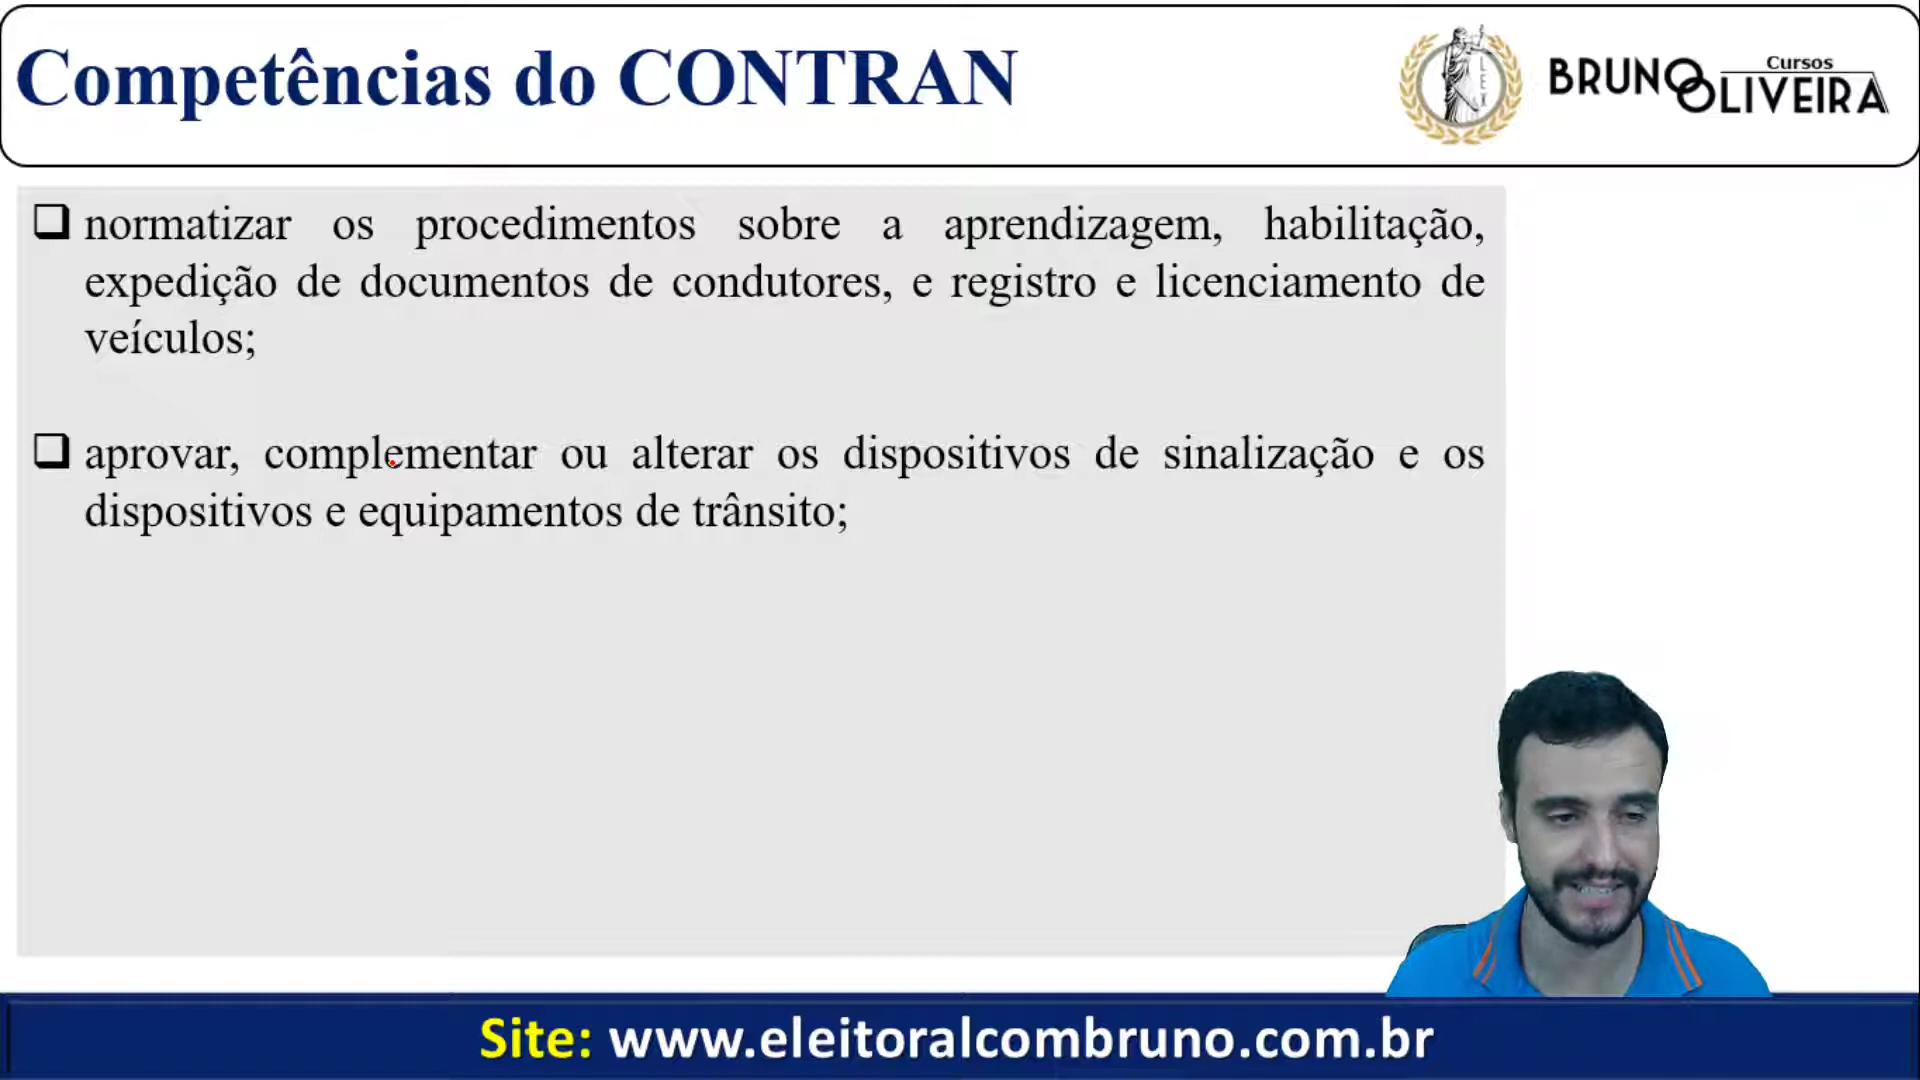 Competências do CONTRAN
LEX
Cursos
BRUNO OLIVEIRA
normatizar os procedimentos sobre a aprendizagem, habilitação,
expedição de documentos de condutores, e registro e licenciamento de
veículos;
aprovar, complementar ou alterar os dispositivos de sinalização e os
dispositivos e equipamentos de trânsito;
Site: www.eleitoralcombruno.com.br